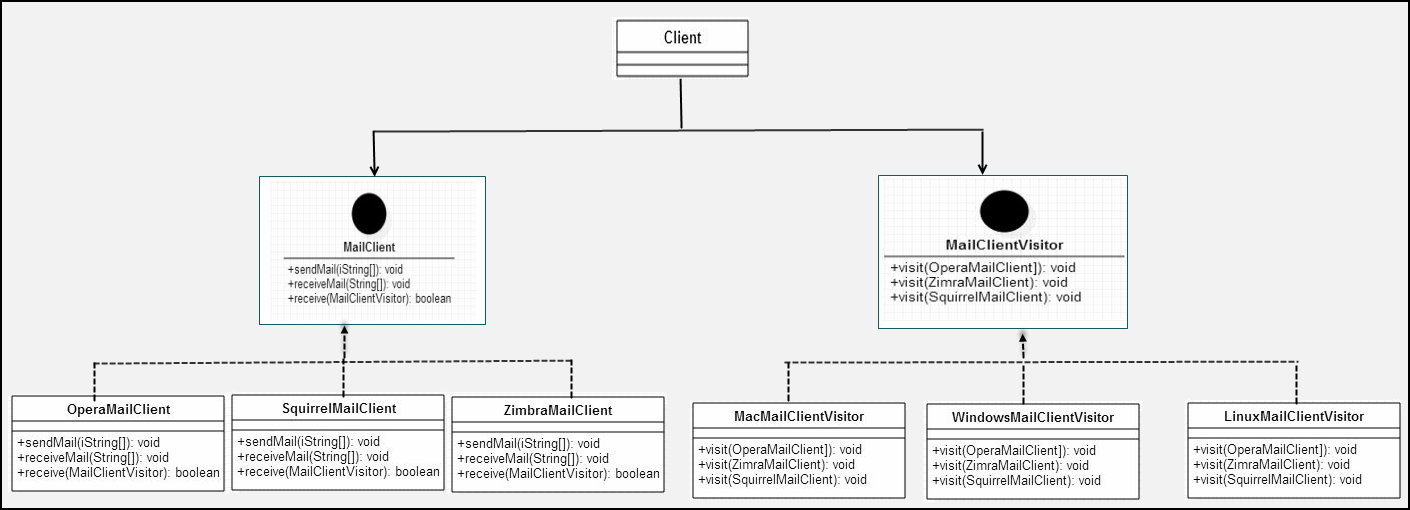 Client
MailClient
+sendMail(iString[]): void
+receiveMail(String[]): void
+receive(MailClientVisitor): boolean
MailClientVisitor
+visit(OperaMailClient]): void
+visit(ZimraMailClient): void
+visit(SquirrelMailClient): void
OperaMailClient
+sendMail(iString[]): void
+receiveMail(String[]): void
+receive(MailClientVisitor): boolean
SquirrelMailClient
+sendMail(iString[]): void
+receiveMail(String[]): void
+receive(MailClientVisitor): boolean
ZimbraMailClient
+sendMail(iString[]): void
+receiveMail(String[]): void
+receive(MailClientVisitor): boolean
MacMailClientVisitor
+visit(OperaMailClient]): void
+visit(ZimraMailClient): void
+visit(SquirrelMailClient): void
WindowsMailClientVisitor
+visit(OperaMailClient]): void
+visit(ZimraMailClient): void
+visit(SquirrelMailClient): void
LinuxMailClientVisitor
+visit(OperaMailClient]): void
+visit(ZimraMailClient): void
+visit(SquirrelMailClient): void